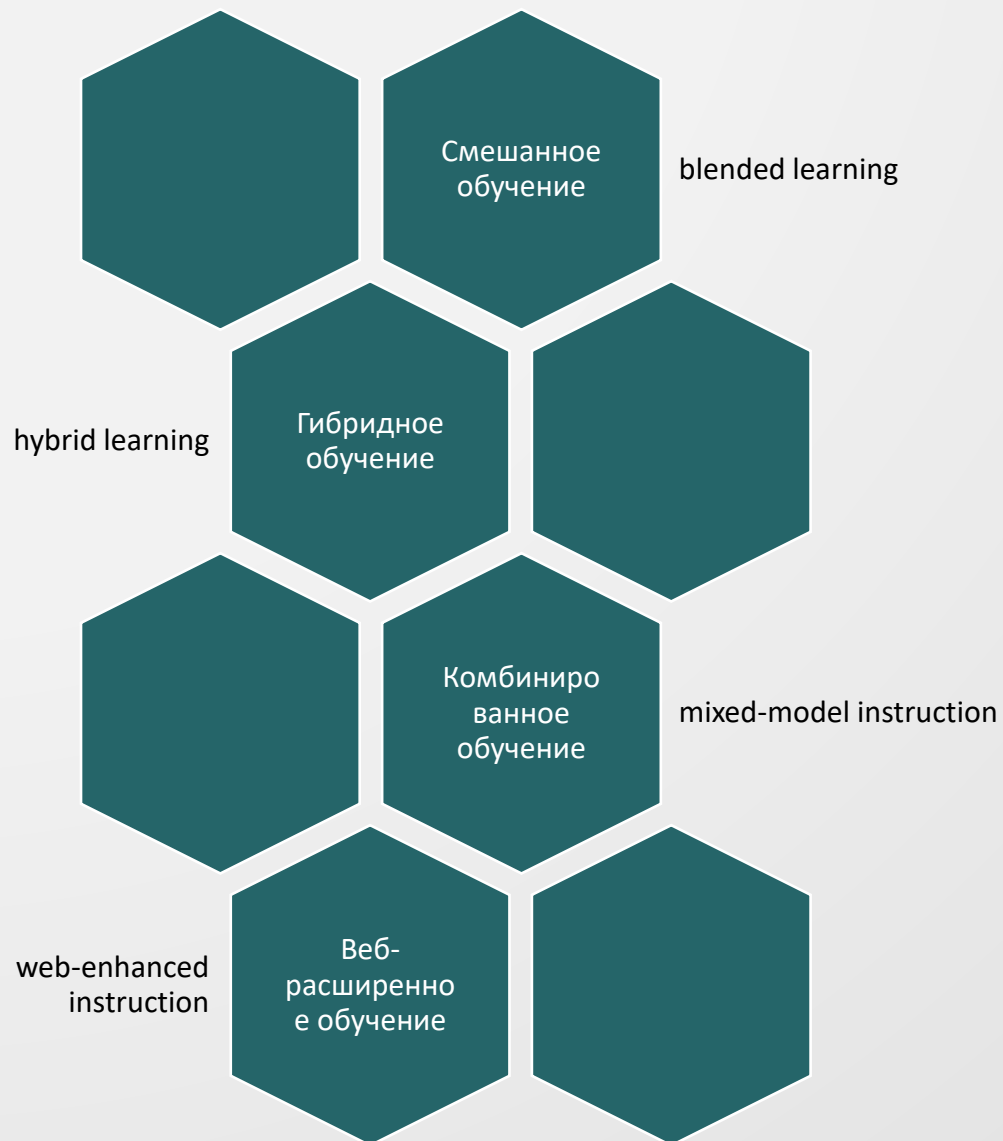 Смешанное
обучение
blended learning
hybrid learning
Гибридное
обучение
Комбиниро
ванное
обучение
mixed-model instruction
web-enhanced
instruction
Веб-
расширенно
е обучение